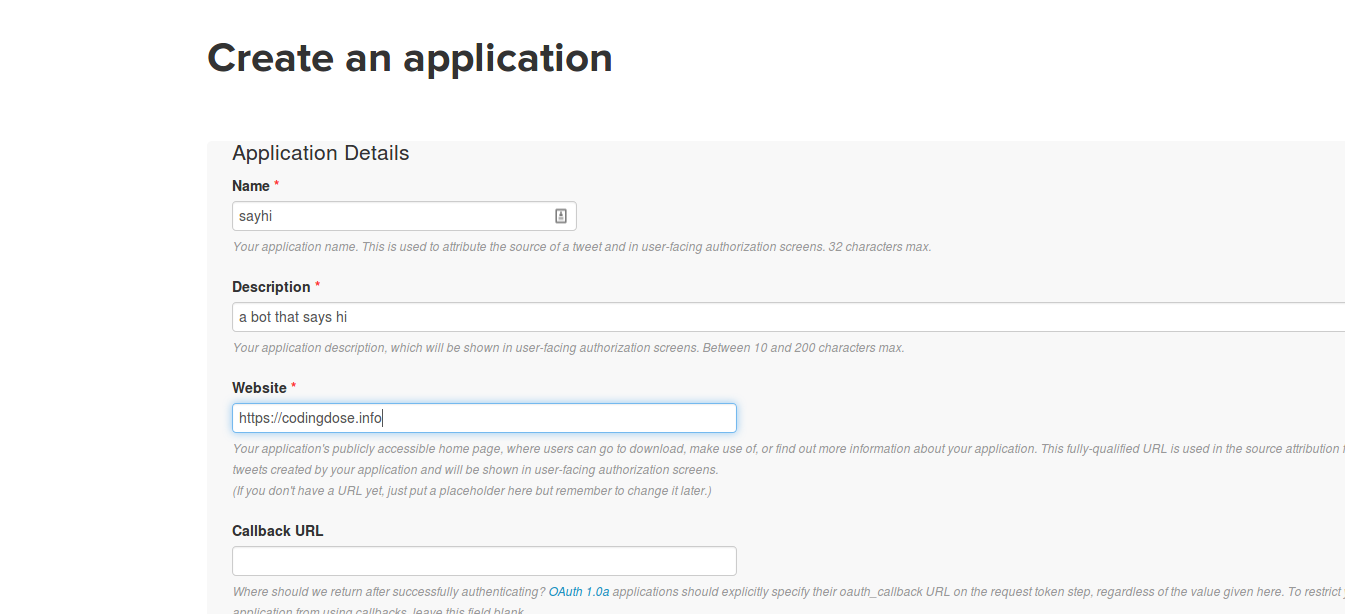 Create an application
Application Details
Name *
sayhi
Your application name. This is used to attribute the source of a tweet and in user-facing authorization screens. 32 characters max.
Description *
a bot that says hi
Your application description, which will be shown in user-facing authorization screens. Between 10 and 200 characters max.
Website *
https://codingdose.info
Your application's publicly accessible home page, where users can go to download, make use of, or find out more information about your application. This fully-qualified URL is used in the source attribution
tweets created by your application and will be shown in user-facing authorization screens.
(If you don't have a URL yet, just put a placeholder here but remember to change it later.)
Callback URL
Where should we return after successfully authenticating? OAuth 1.0a applications should explicitly specify their oauth_callback URL on the request token step, regardless of the value given here. To restrict
application from using callbacks, leave this field blank.